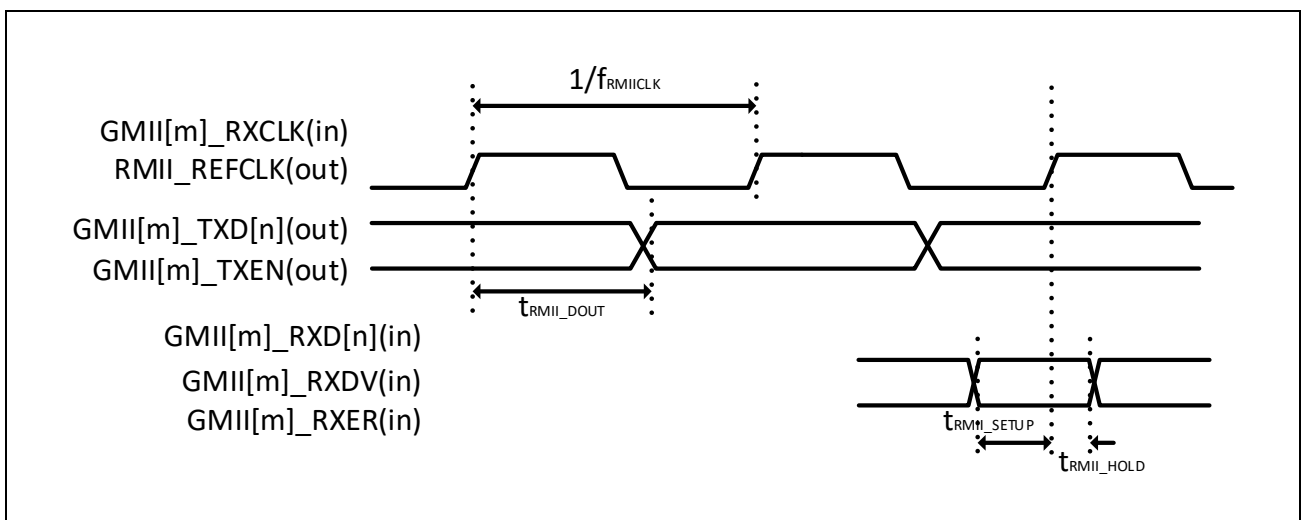 1/fRMIICLK
GMII[m]_RXCLK(in)
RMII_REFCLK(out)
GMII[m]_TXD[n](out)
GMII[m]_TXEN(out)
tRMII_DOUT
GMII[m]_RXD[n](in)
GMII[m]_RXDV(in)
GMII[m]_RXER(in)
tRMII_SETUP
tRMII_HOLD